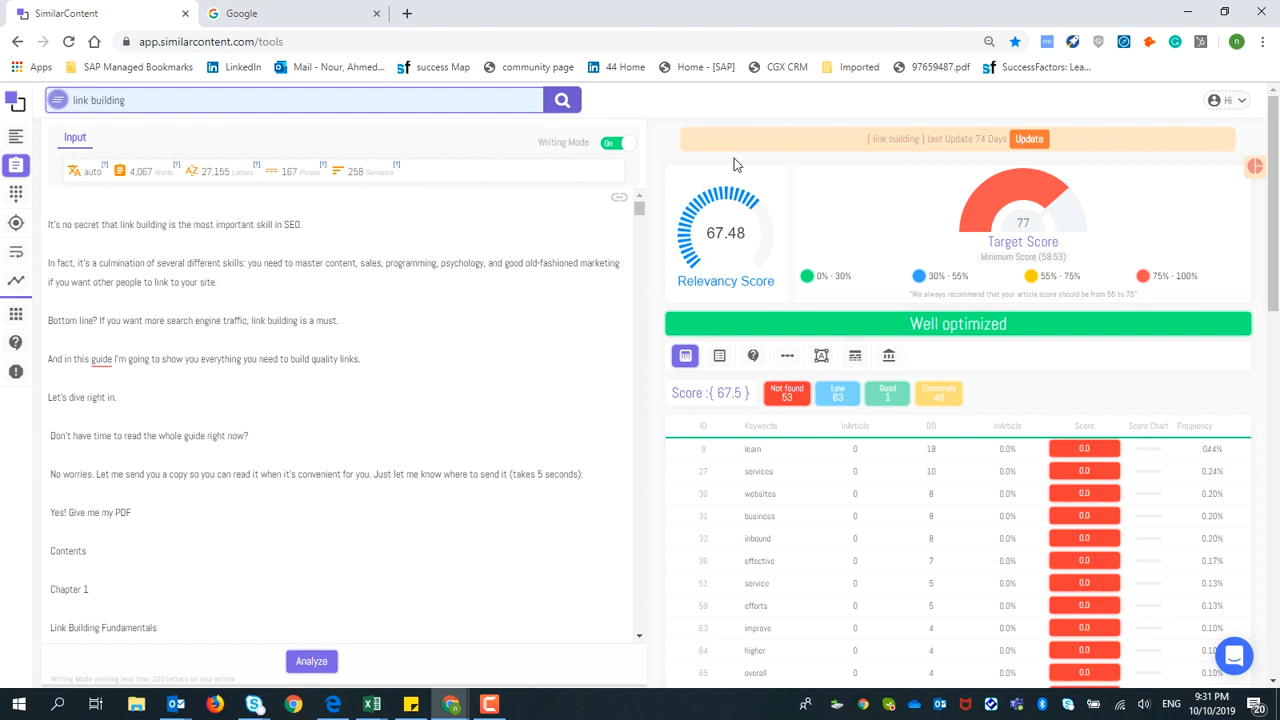 SimilarContent
Google
app.similarcontent.com/tools
Apps
SAP Managed Bookmarks
LinkedIn
Mail - Nour, Ahmed...
success Map
community page
44 Home
Home - [SAP]
CGX CRM
Imported
97659487.pdf
SuccessFactors: Lea...
link building
Hi
Input
Writing Mode
On
auto [?]
4,067 Words [?]
27,155 Letters [?]
167 Phrase [?]
258 Sentance [?]
It's no secret that link building is the most important skill in SEO.
In fact, it's a culmination of several different skills: you need to master content, sales, programming, psychology, and good old-fashioned marketing
if you want other people to link to your site.
Bottom line? If you want more search engine traffic, link building is a must.
And in this guide I'm going to show you everything you need to build quality links.
Let's dive right in.
Don't have time to read the whole guide right now?
No worries. Let me send you a copy so you can read it when it's convenient for you. Just let me know where to send it (takes 5 seconds):
Yes! Give me my PDF
Contents
Chapter 1
Link Building Fundamentals
Analyze
Writing Mode working less than 100 letters on your article
{ link building } last Update 74 Days
Update
67.48
Relevancy Score
77
Target Score
Minimum Score (58.53)
0% - 30%
30% - 55%
55% - 75%
75% - 100%
"We always recommend that your article score should be from 55 to 75"
Well optimized
Score :{ 67.5 }
Not found
53
Low
63
Good
1
Extremely
46
ID Keywords InArticle DD InArticle Score Score Chart Frequency
9 learn 0 18 0.0% 0.0 0.44%
27 services 0 10 0.0% 0.0 0.24%
30 websites 0 8 0.0% 0.0 0.20%
31 business 0 8 0.0% 0.0 0.20%
32 inbound 0 8 0.0% 0.0 0.20%
36 effective 0 7 0.0% 0.0 0.17%
51 service 0 5 0.0% 0.0 0.13%
59 efforts 0 5 0.0% 0.0 0.13%
63 improve 0 4 0.0% 0.0 0.10%
64 higher 0 4 0.0% 0.0
65 overall 0 4 0.0% 0.0
ENG
9:31 PM
10/10/2019
20